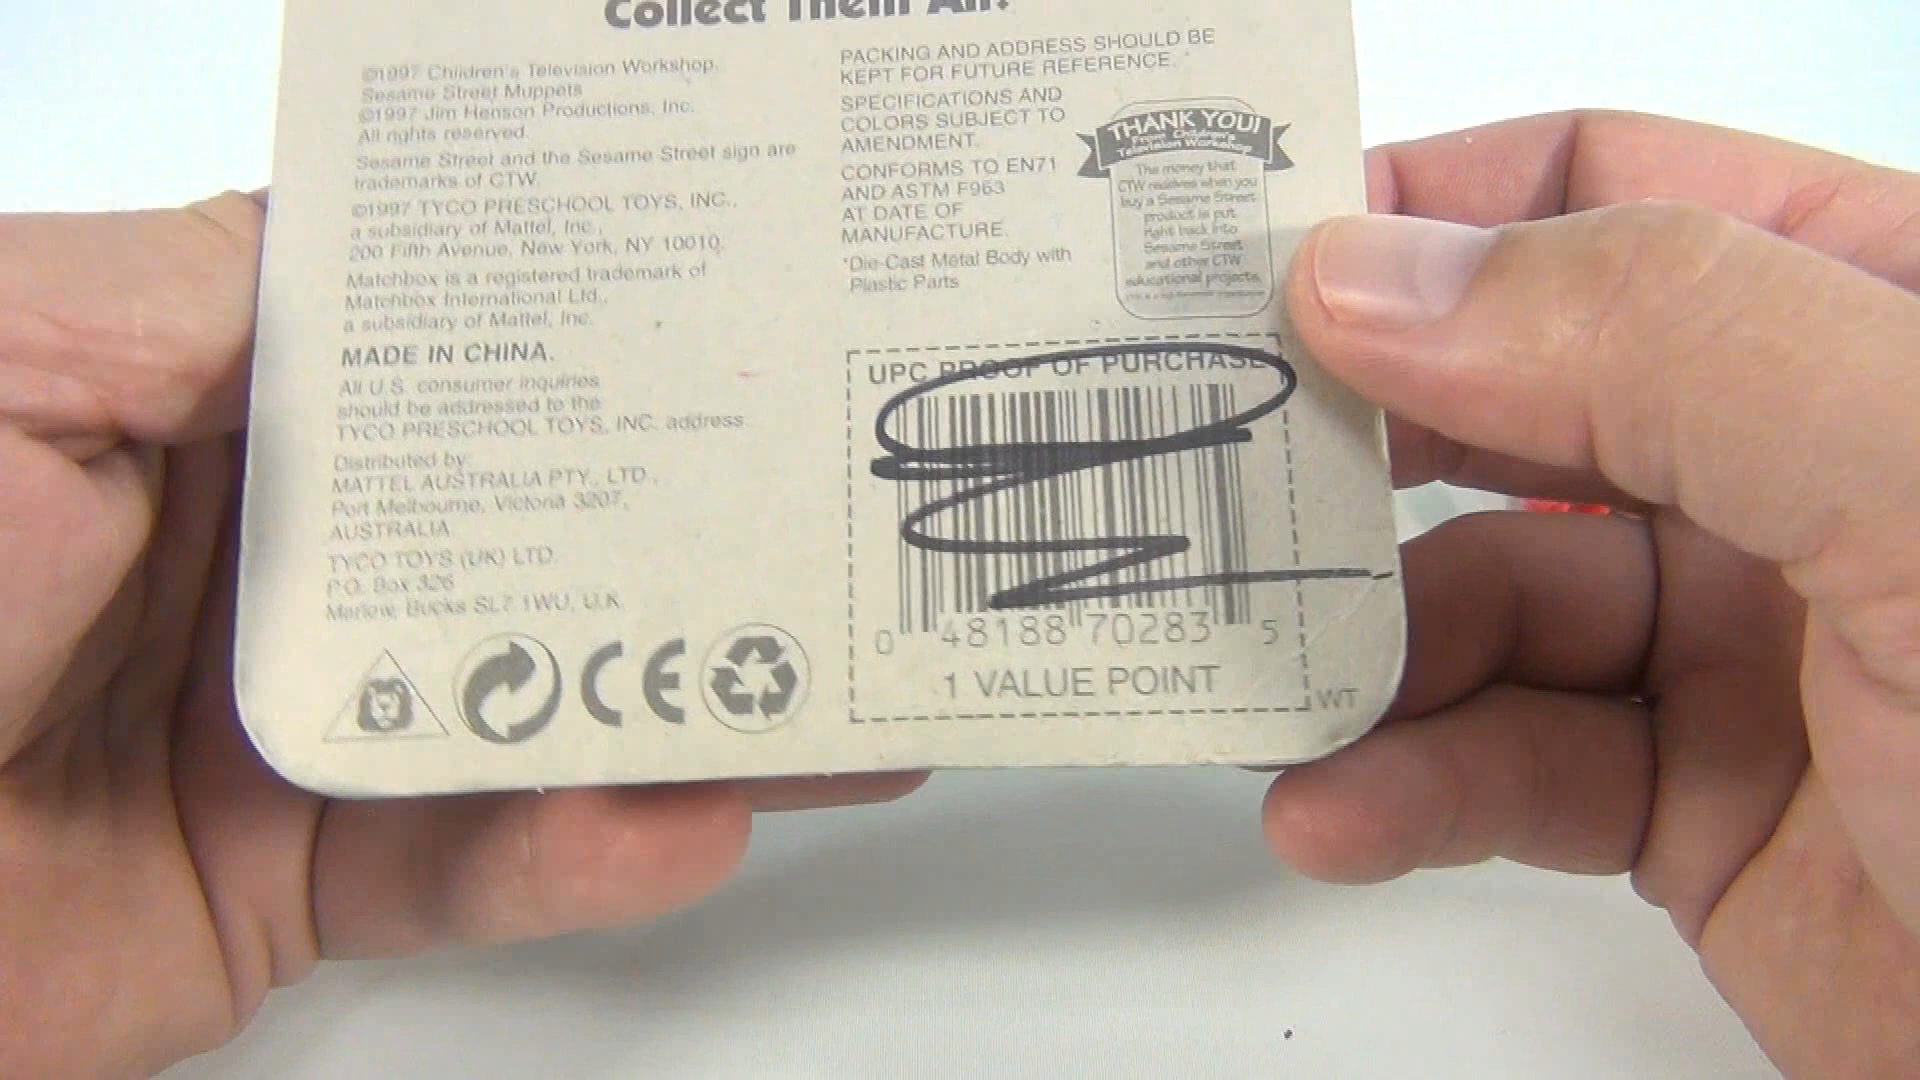 Collect Them All!
©1997 Children's Television Workshop.
Sesame Street Muppets
©1997 Jim Henson Productions, Inc.
All rights reserved.
Sesame Street and the Sesame Street sign are
trademarks of CTW.
©1997 TYCO PRESCHOOL TOYS, INC.,
a subsidiary of Mattel, Inc.,
200 Fifth Avenue, New York, NY 10010.
Matchbox is a registered trademark of
Matchbox International Ltd.,
a subsidiary of Mattel, Inc.
MADE IN CHINA.
All U.S. consumer inquiries
should be addressed to the
TYCO PRESCHOOL TOYS, INC. address
Distributed by:
MATTEL AUSTRALIA PTY., LTD.,
Port Melbourne, Victoria 3207,
AUSTRALIA
TYCO TOYS (UK) LTD.
P.O. Box 326
Marlow, Bucks SL7 1WU, U.K.
CE
PACKING AND ADDRESS SHOULD BE
KEPT FOR FUTURE REFERENCE.
SPECIFICATIONS AND
COLORS SUBJECT TO
AMENDMENT.
CONFORMS TO EN71
AND ASTM F963
AT DATE OF
MANUFACTURE.
*Die-Cast Metal Body with
Plastic Parts
THANK YOU!
From Children's
Television Workshop
The money that
CTW receives when you
buy a Sesame Street
product is put
right back into
Sesame Street
and other CTW
educational projects.
UPC PROOF OF PURCHASE
0 48188 70283 5
1 VALUE POINT
WT